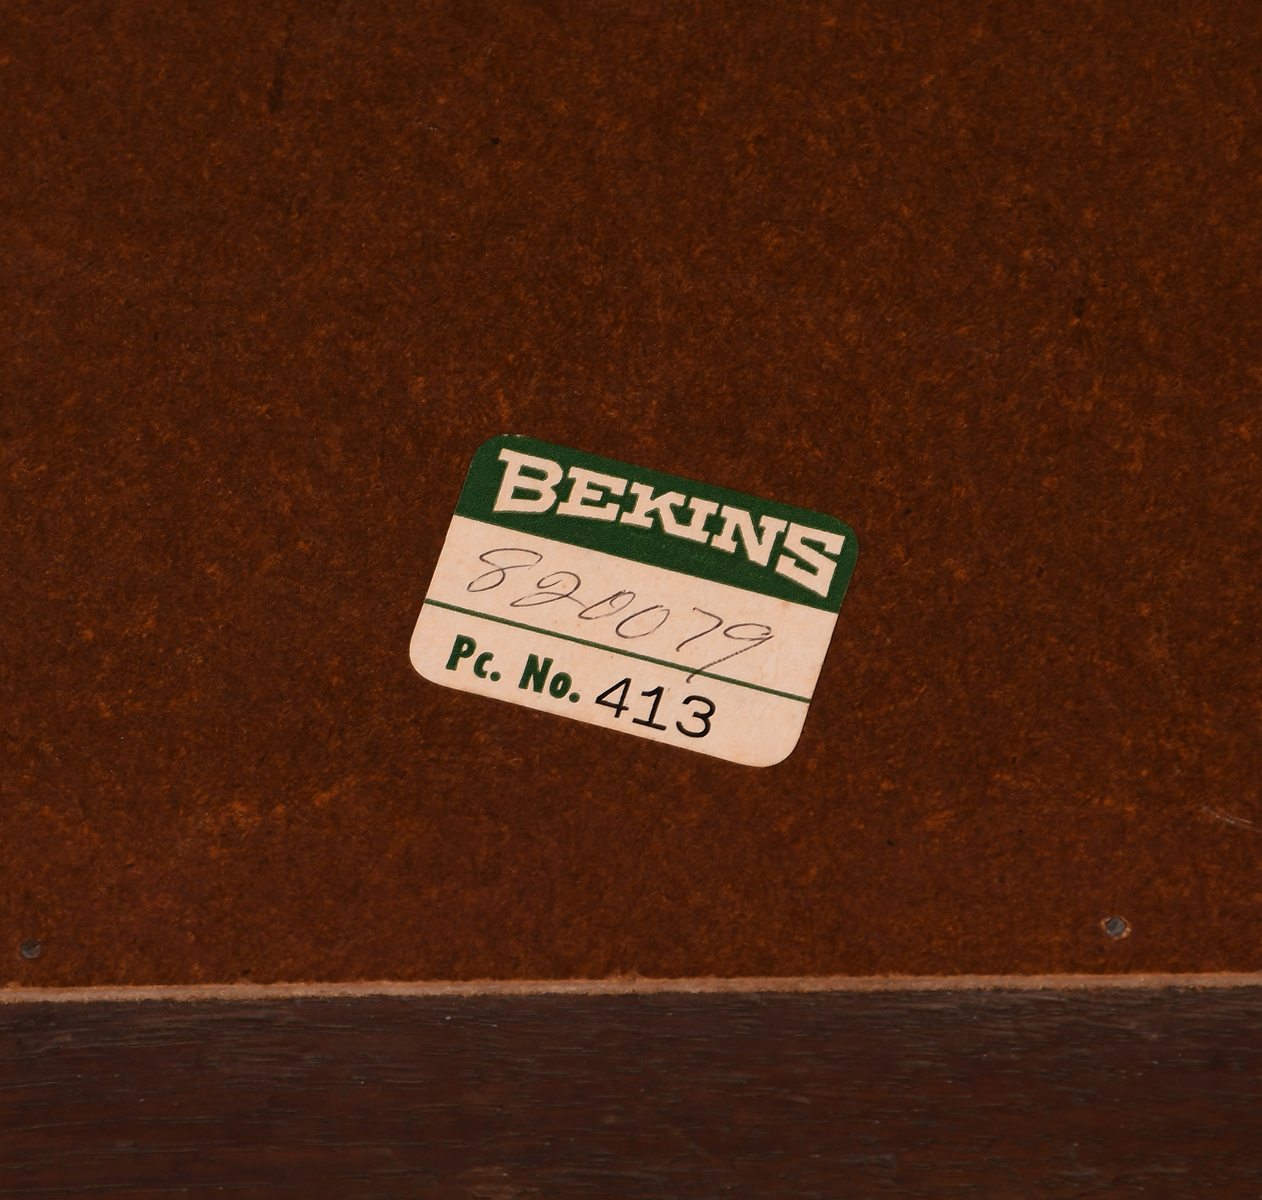 BEKINS
820079
Pc. No. 413